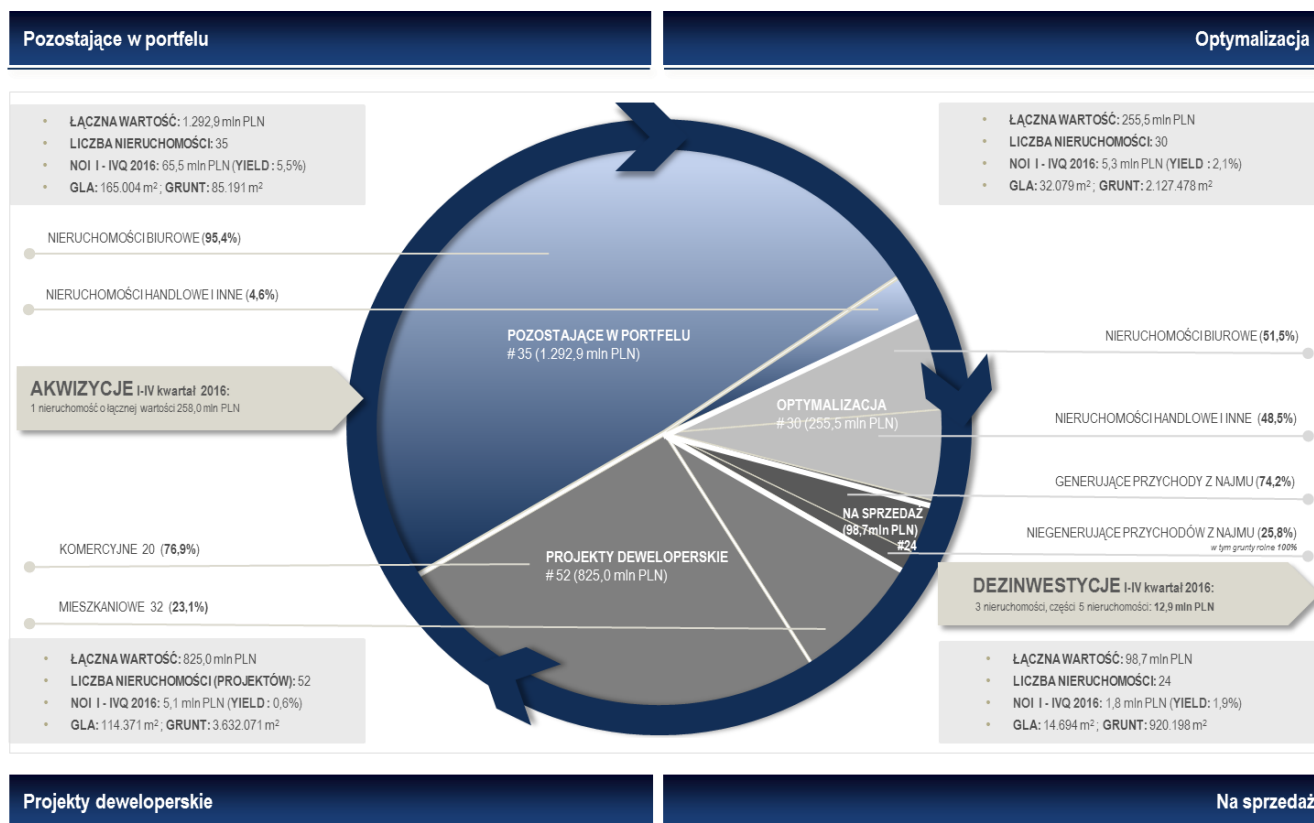 Pozostające w portfelu
Optymalizacja
• ŁĄCZNA WARTOŚĆ: 1.292,9 mln PLN
• LICZBA NIERUCHOMOŚCI: 35
• NOI I - IVQ 2016: 65,5 mln PLN (YIELD : 5,5%)
• GLA: 165.004 m² ; GRUNT: 85.191 m²
• ŁĄCZNA WARTOŚĆ: 255,5 mln PLN
• LICZBA NIERUCHOMOŚCI: 30
• NOI I - IVQ 2016: 5,3 mln PLN (YIELD : 2,1%)
• GLA: 32.079 m² ; GRUNT: 2.127.478 m²
NIERUCHOMOŚCI BIUROWE (95,4%)
NIERUCHOMOŚCI HANDLOWE I INNE (4,6%)
POZOSTAJĄCE W PORTFELU
# 35 (1.292,9 mln PLN)
NIERUCHOMOŚCI BIUROWE (51,5%)
AKWIZYCJE I-IV kwartał 2016:
1 nieruchomość o łącznej wartości 258,0 mln PLN
OPTYMALIZACJA
# 30 (255,5 mln PLN)
NIERUCHOMOŚCI HANDLOWE I INNE (48,5%)
GENERUJĄCE PRZYCHODY Z NAJMU (74,2%)
NA SPRZEDAŻ
(98,7mln PLN)
#24
NIEGENERUJĄCE PRZYCHODÓW Z NAJMU (25,8%)
w tym grunty rolne 100%
KOMERCYJNE 20 (76,9%)
PROJEKTY DEWELOPERSKIE
# 52 (825,0 mln PLN)
MIESZKANIOWE 32 (23,1%)
DEZINWESTYCJE I-IV kwartał 2016:
3 nieruchomości, części 5 nieruchomości: 12,9 mln PLN
• ŁĄCZNA WARTOŚĆ: 825,0 mln PLN
• LICZBA NIERUCHOMOŚCI (PROJEKTÓW): 52
• NOI I - IVQ 2016: 5,1 mln PLN (YIELD : 0,6%)
• GLA: 114.371 m² ; GRUNT: 3.632.071 m²
• ŁĄCZNA WARTOŚĆ: 98,7 mln PLN
• LICZBA NIERUCHOMOŚCI: 24
• NOI I - IVQ 2016: 1,8 mln PLN (YIELD: 1,9%)
• GLA: 14.694 m² ; GRUNT: 920.198 m²
Projekty deweloperskie
Na sprzedaż